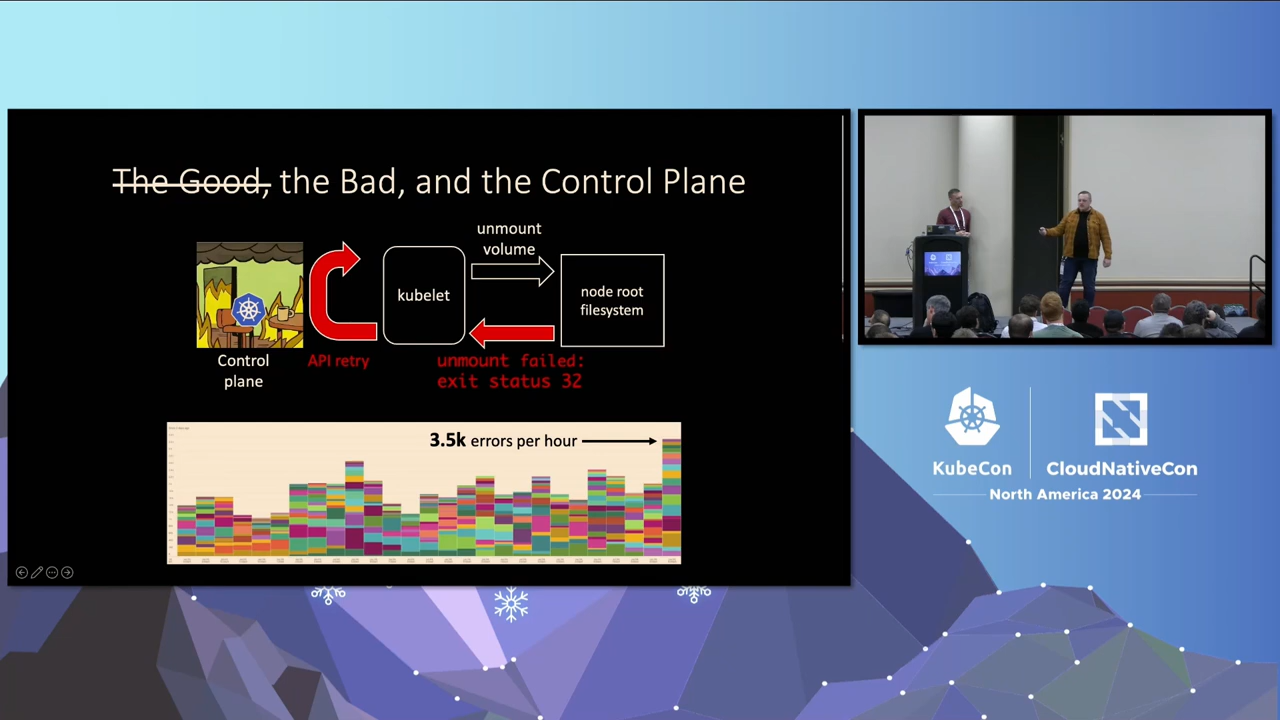 The Good, the Bad, and the Control Plane
unmount
volume
kubelet
node root
filesystem
Control
plane
API retry
unmount failed:
exit status 32
3.5k errors per hour
KubeCon
CloudNativeCon
North America 2024